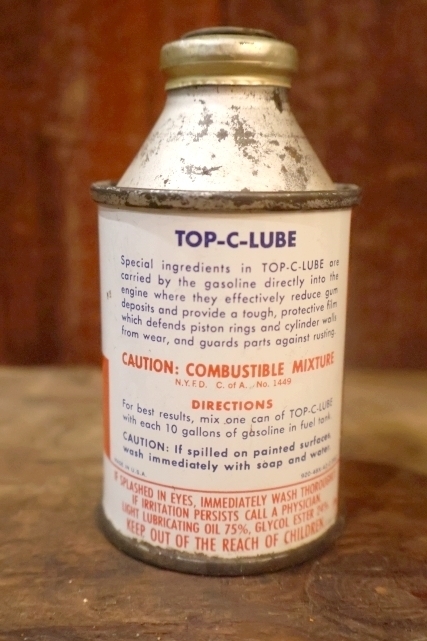 TOP-C-LUBE
Special ingredients in TOP-C-LUBE are
carried by the gasoline directly into the
engine where they effectively reduce gum
deposits and provide a tough, protective film
which defends piston rings and cylinder walls
from wear, and guards parts against rusting.
CAUTION: COMBUSTIBLE MIXTURE
N.Y.F.D. C. of A. No. 1449
DIRECTIONS
For best results, mix one can of TOP-C-LUBE
with each 10 gallons of gasoline in fuel tank.
CAUTION: If spilled on painted surfaces,
wash immediately with soap and water.
MADE IN U.S.A.
IF SPLASHED IN EYES, IMMEDIATELY WASH THOROUGHLY
IF IRRITATION PERSISTS CALL A PHYSICIAN
LIGHT LUBRICATING OIL 75%, GLYCOL ESTER
KEEP OUT OF THE REACH OF CHILDREN